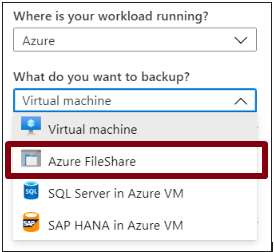 Where is your workload running?
Azure
What do you want to backup?
Virtual machine
Virtual machine
Azure FileShare
SQL Server in Azure VM
SAP HANA in Azure VM